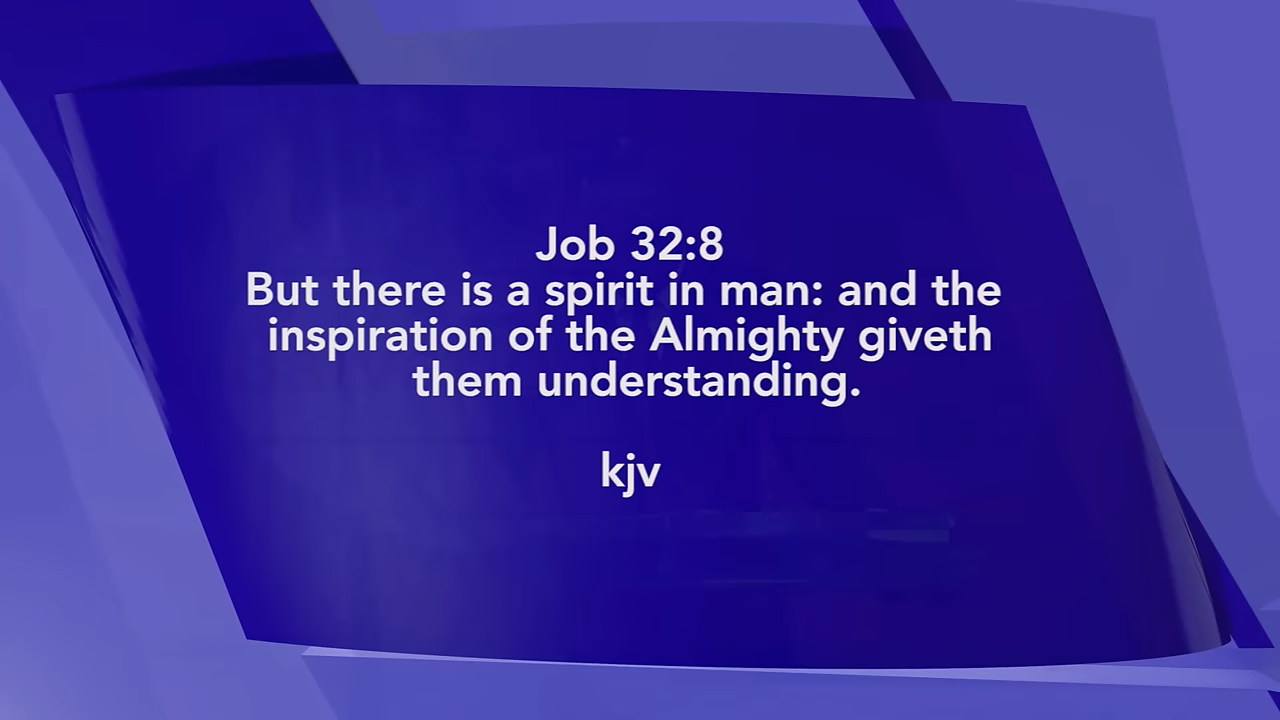 Job 32:8
But there is a spirit in man: and the
inspiration of the Almighty giveth
them understanding.
kjv